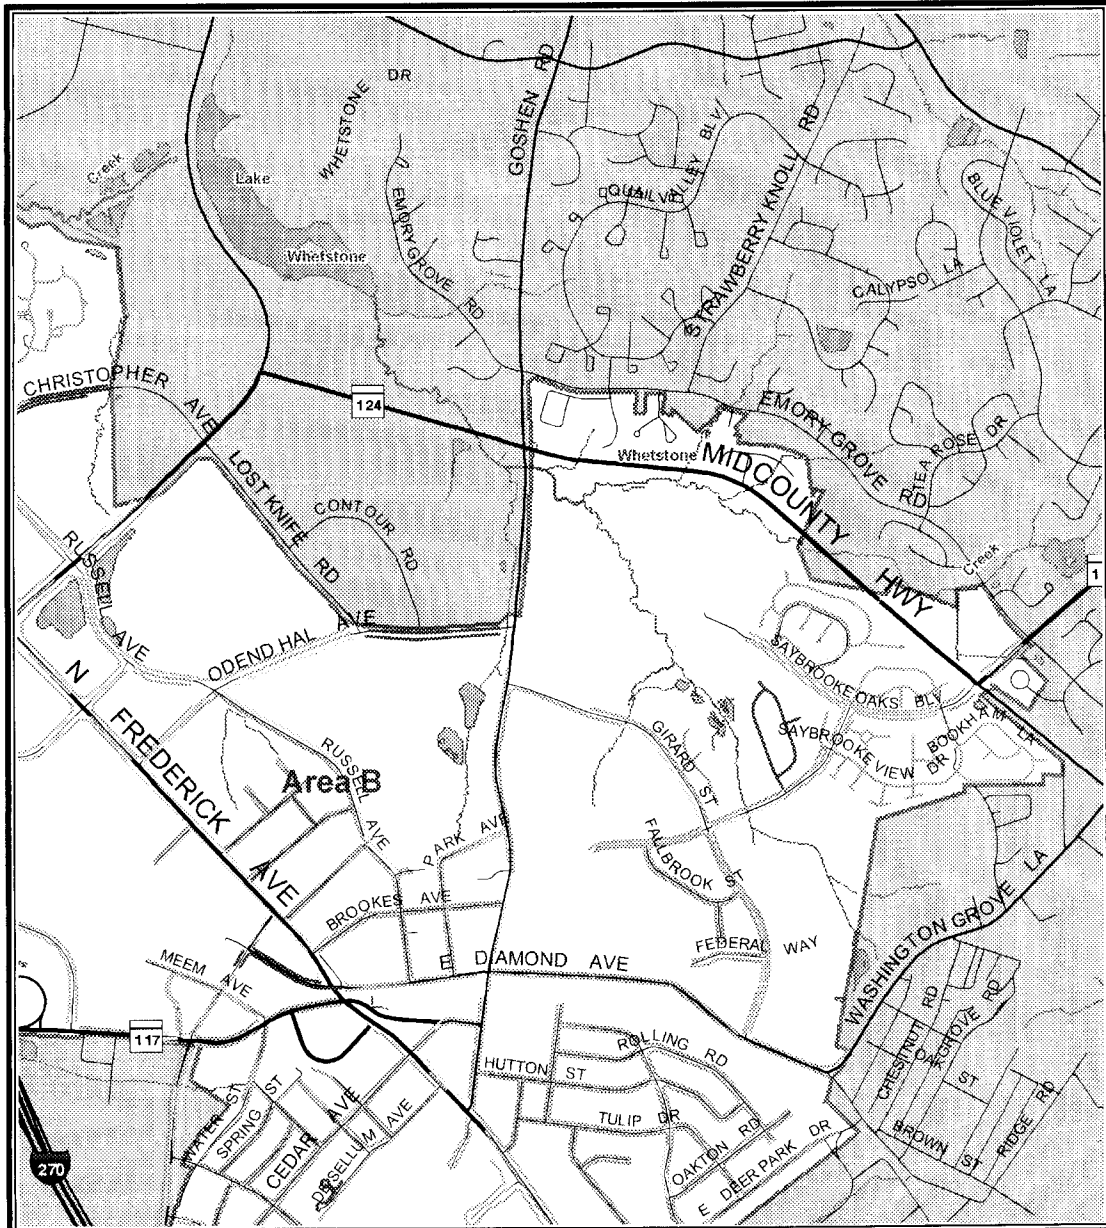 WHETSTONE DR
GOSHEN RD
STRAWBERRY KNOLL RD
QUAIL VALLEY BLV
Creek
Lake
Whetstone
EMORY GROVE RD
BLUE VIOLET LA
CALYPSO LA
CHRISTOPHER AVE
124
EMORY GROVE RD
TEA ROSE DR
Whetstone
MIDCOUNTY HWY
LOST KNIFE RD
CONTOUR RD
RUSSELL AVE
Creek
1
ODEND HAL AVE
SAYBROOKE OAKS BLV
BOOKHAM LA
SAYBROOKE VIEW DR
GIRARD ST
N FREDERICK AVE
RUSSELL AVE
Area B
PARK AVE
FAULBROOK ST
BROOKES AVE
FEDERAL WAY
WASHINGTON GROVE LA
E DIAMOND AVE
MEEM AVE
117
ROLLING RD
HUTTON ST
CHESTNUT RD
OAK ST
GROVE RD
TULIP DR
WATER ST
SPRING ST
CEDAR AVE
DESELLUM AVE
OAKTON RD
E DEER PARK DR
BROWN ST
RIDGE RD
270